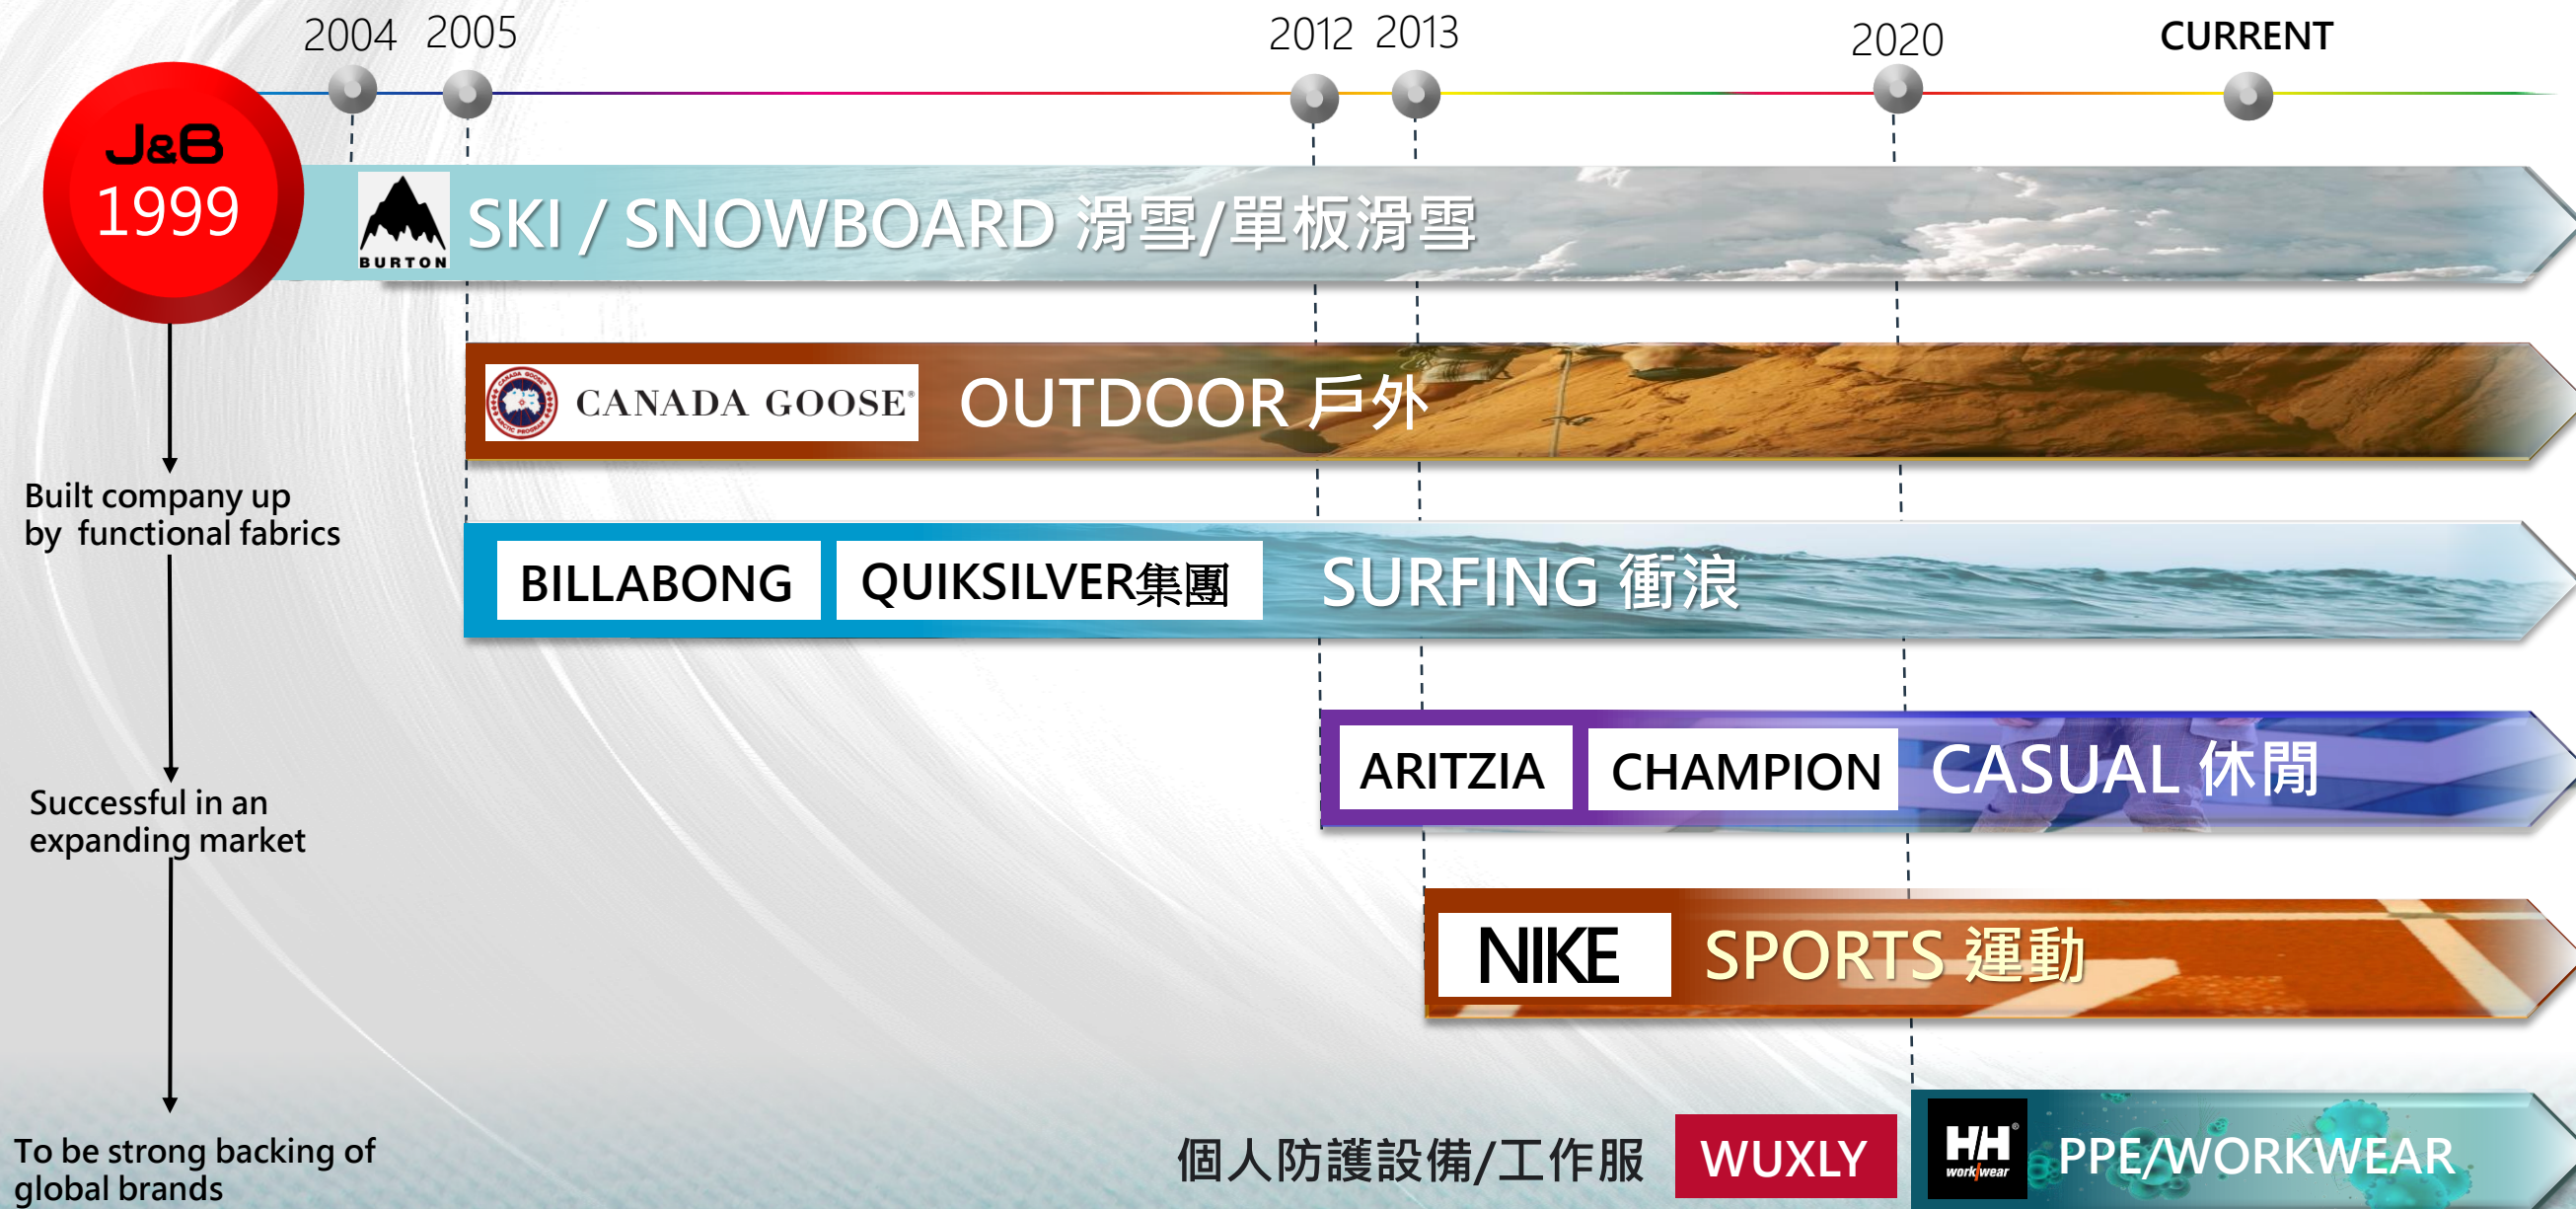 2004 2005 2012 2013 2020 CURRENT
J&B
1999
BURTON
SKI / SNOWBOARD 滑雪/單板滑雪
CANADA GOOSE
ARCTIC PROGRAM
CANADA GOOSE®
OUTDOOR 戶外
Built company up
by functional fabrics
BILLABONG
QUIKSILVER集團
SURFING 衝浪
Successful in an
expanding market
ARITZIA
CHAMPION
CASUAL 休閒
NIKE
SPORTS 運動
To be strong backing of
global brands
個人防護設備/工作服
WUXLY
HH®
workwear
PPE/WORKWEAR